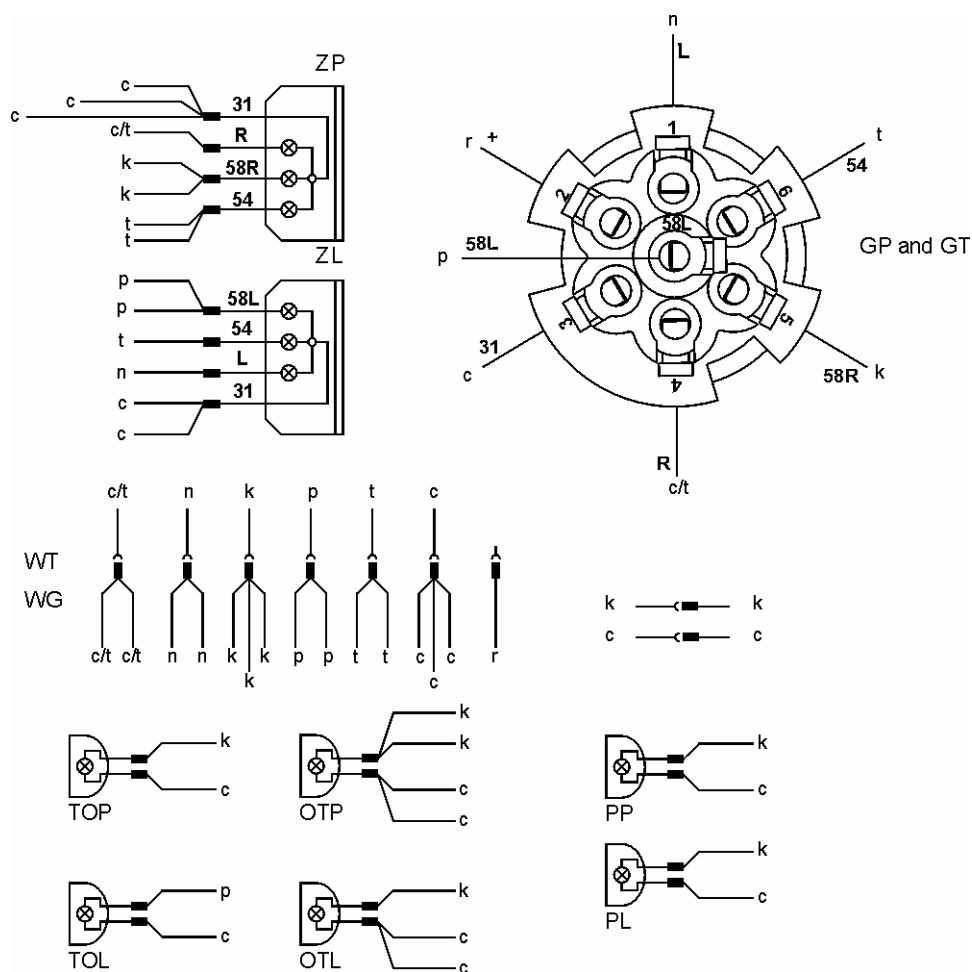 ZP
c
c
c
31
c/t
R
k
58R
k
t
54
t
ZL
p
58L
p
t
54
n
L
c
31
c
n
L
r +
t
54
1
2
6
58L
p
58L
GP and GT
3
5
4
31
c
58R k
R
c/t
c/t n k p t c
WT
WG
c/t c/t n n k k p p t t c c r
k c
k k
c c
k
c
TOP
k
k
c
c
OTP
k
c
PP
p
c
TOL
k
c
c
OTL
k
c
PL